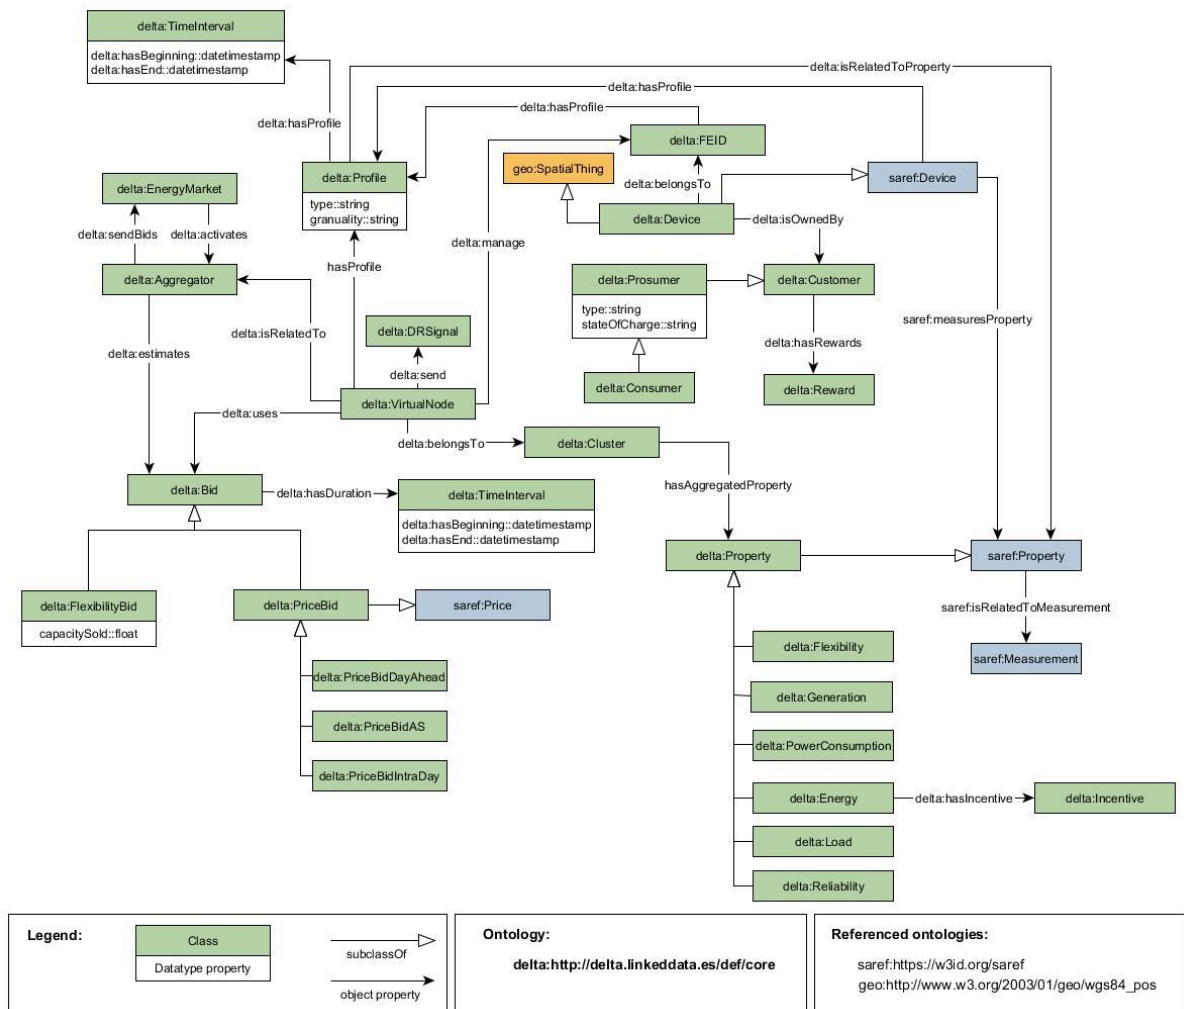 delta:TimeInterval
delta:hasBeginning::datetimestamp
delta:hasEnd::datetimestamp
delta:isRelatedToProperty
delta:hasProfile
delta:hasProfile
delta:hasProfile
delta:FEID
geo:SpatialThing
delta:Profile
type::string
granuality::string
saref:Device
delta:EnergyMarket
delta:belongsTo
delta:Device
delta:isOwnedBy
delta:sendBids
delta:activates
delta:manage
hasProfile
delta:Aggregator
delta:Prosumer
type::string
stateOfCharge::string
delta:Customer
delta:isRelatedTo
delta:DRSignal
saref:measuresProperty
delta:hasRewards
delta:estimates
delta:send
delta:Consumer
delta:Reward
delta:VirtualNode
delta:uses
delta:belongsTo
delta:Cluster
hasAggregatedProperty
delta:Bid
delta:hasDuration
delta:TimeInterval
delta:hasBeginning::datetimestamp
delta:hasEnd::datetimestamp
delta:Property
saref:Property
delta:FlexibilityBid
capacitySold::float
delta:PriceBid
saref:Price
saref:isRelatedToMeasurement
delta:Flexibility
saref:Measurement
delta:PriceBidDayAhead
delta:Generation
delta:PriceBidAS
delta:PowerConsumption
delta:PriceBidIntraDay
delta:Energy
delta:hasIncentive
delta:Incentive
delta:Load
delta:Reliability
Legend:
Class
Datatype property
subclassOf
object property
Ontology:
delta:http://delta.linkeddata.es/def/core
Referenced ontologies:
saref:https://w3id.org/saref
geo:http://www.w3.org/2003/01/geo/wgs84_pos